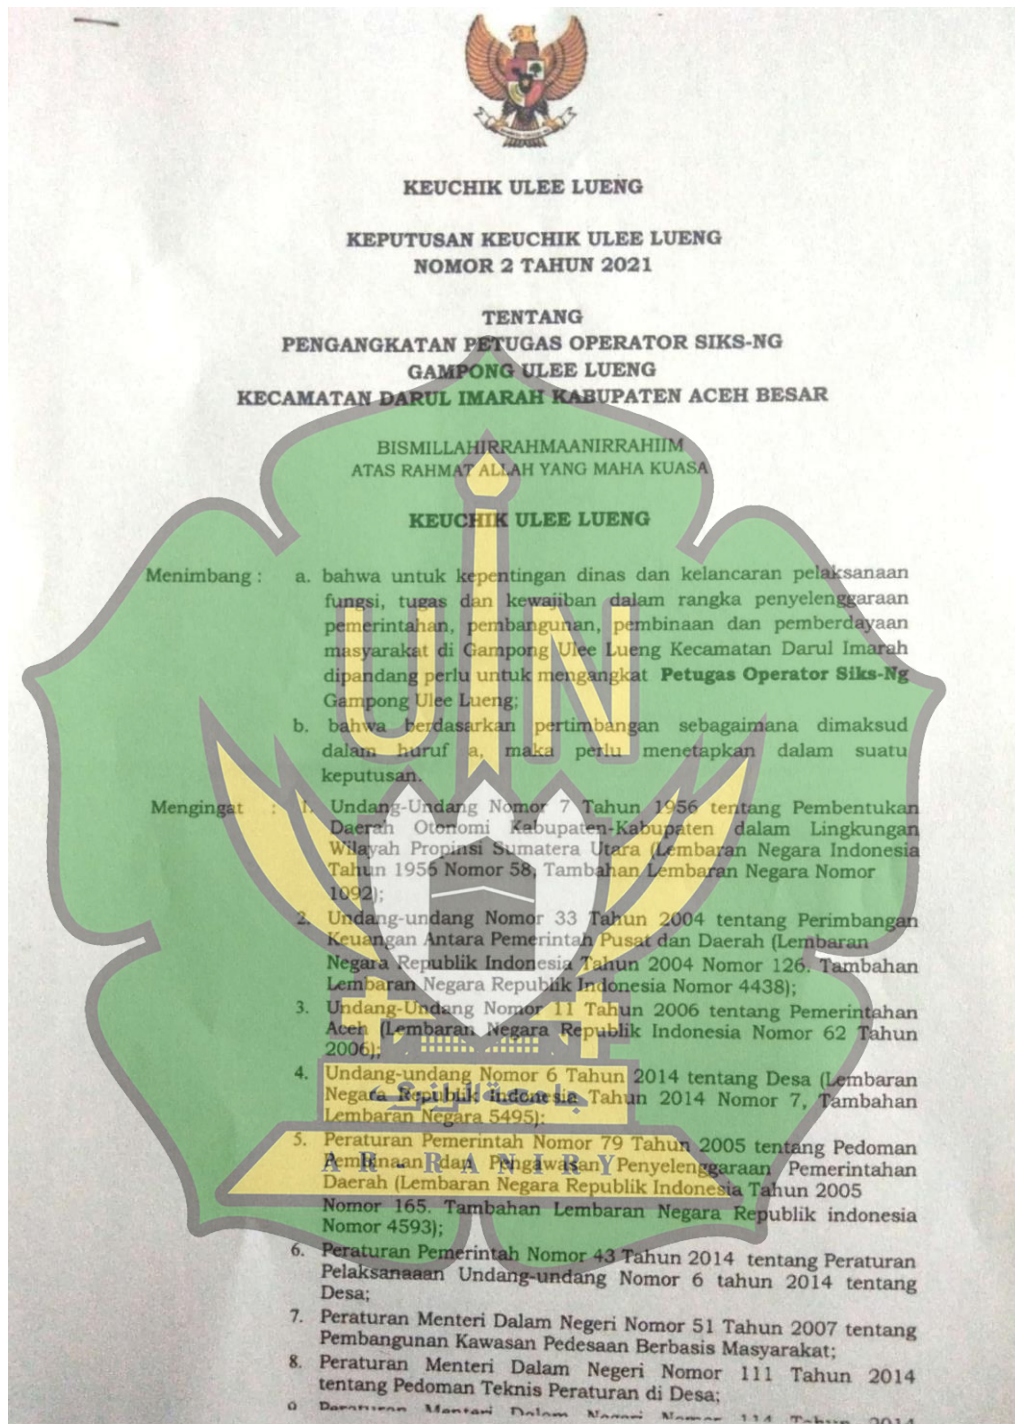 KEUCHIK ULEE LUENG
KEPUTUSAN KEUCHIK ULEE LUENG
NOMOR 2 TAHUN 2021
TENTANG
PENGANGKATAN PETUGAS OPERATOR SIKS-NG
GAMPONG ULEE LUENG
KECAMATAN DARUL IMARAH KABUPATEN ACEH BESAR
BISMILLAHIRRAHMAANIRRAHIIM
ATAS RAHMAT ALLAH YANG MAHA KUASA
KEUCHIK ULEE LUENG
Menimbang : a. bahwa untuk kepentingan dinas dan kelancaran pelaksanaan
fungsi, tugas dan kewajiban dalam rangka penyelenggaraan
pemerintahan, pembangunan, pembinaan dan pemberdayaan
masyarakat di Gampong Ulee Lueng Kecamatan Darul Imarah
dipandang perlu untuk mengangkat Petugas Operator Siks-Ng
Gampong Ulee Lueng;
b. bahwa berdasarkan pertimbangan sebagaimana dimaksud
dalam huruf a, maka perlu menetapkan dalam suatu
keputusan.
Mengingat : 1. Undang-Undang Nomor 7 Tahun 1956 tentang Pembentukan
Daerah Otonomi Kabupaten-Kabupaten dalam Lingkungan
Wilayah Propinsi Sumatera Utara (Lembaran Negara Indonesia
Tahun 1956 Nomor 58, Tambahan Lembaran Negara Nomor
1092);
2. Undang-undang Nomor 33 Tahun 2004 tentang Perimbangan
Keuangan Antara Pemerintah Pusat dan Daerah (Lembaran
Negara Republik Indonesia Tahun 2004 Nomor 126. Tambahan
Lembaran Negara Republik Indonesia Nomor 4438);
3. Undang-Undang Nomor 11 Tahun 2006 tentang Pemerintahan
Aceh (Lembaran Negara Republik Indonesia Nomor 62 Tahun
2006);
4. Undang-undang Nomor 6 Tahun 2014 tentang Desa (Lembaran
Negara Republik Indonesia Tahun 2014 Nomor 7, Tambahan
Lembaran Negara 5495);
5. Peraturan Pemerintah Nomor 79 Tahun 2005 tentang Pedoman
Pembinaan dan Pengawasan Penyelenggaraan Pemerintahan
Daerah (Lembaran Negara Republik Indonesia Tahun 2005
Nomor 165. Tambahan Lembaran Negara Republik indonesia
Nomor 4593);
6. Peraturan Pemerintah Nomor 43 Tahun 2014 tentang Peraturan
Pelaksanaaan Undang-undang Nomor 6 tahun 2014 tentang
Desa;
7. Peraturan Menteri Dalam Negeri Nomor 51 Tahun 2007 tentang
Pembangunan Kawasan Pedesaan Berbasis Masyarakat;
8. Peraturan Menteri Dalam Negeri Nomor 111 Tahun 2014
tentang Pedoman Teknis Peraturan di Desa;
9. Peraturan Menteri Dalam Negeri Nomor 114 Tahun 2014
UIN
جامعة الرانيري
AR-RANIRY